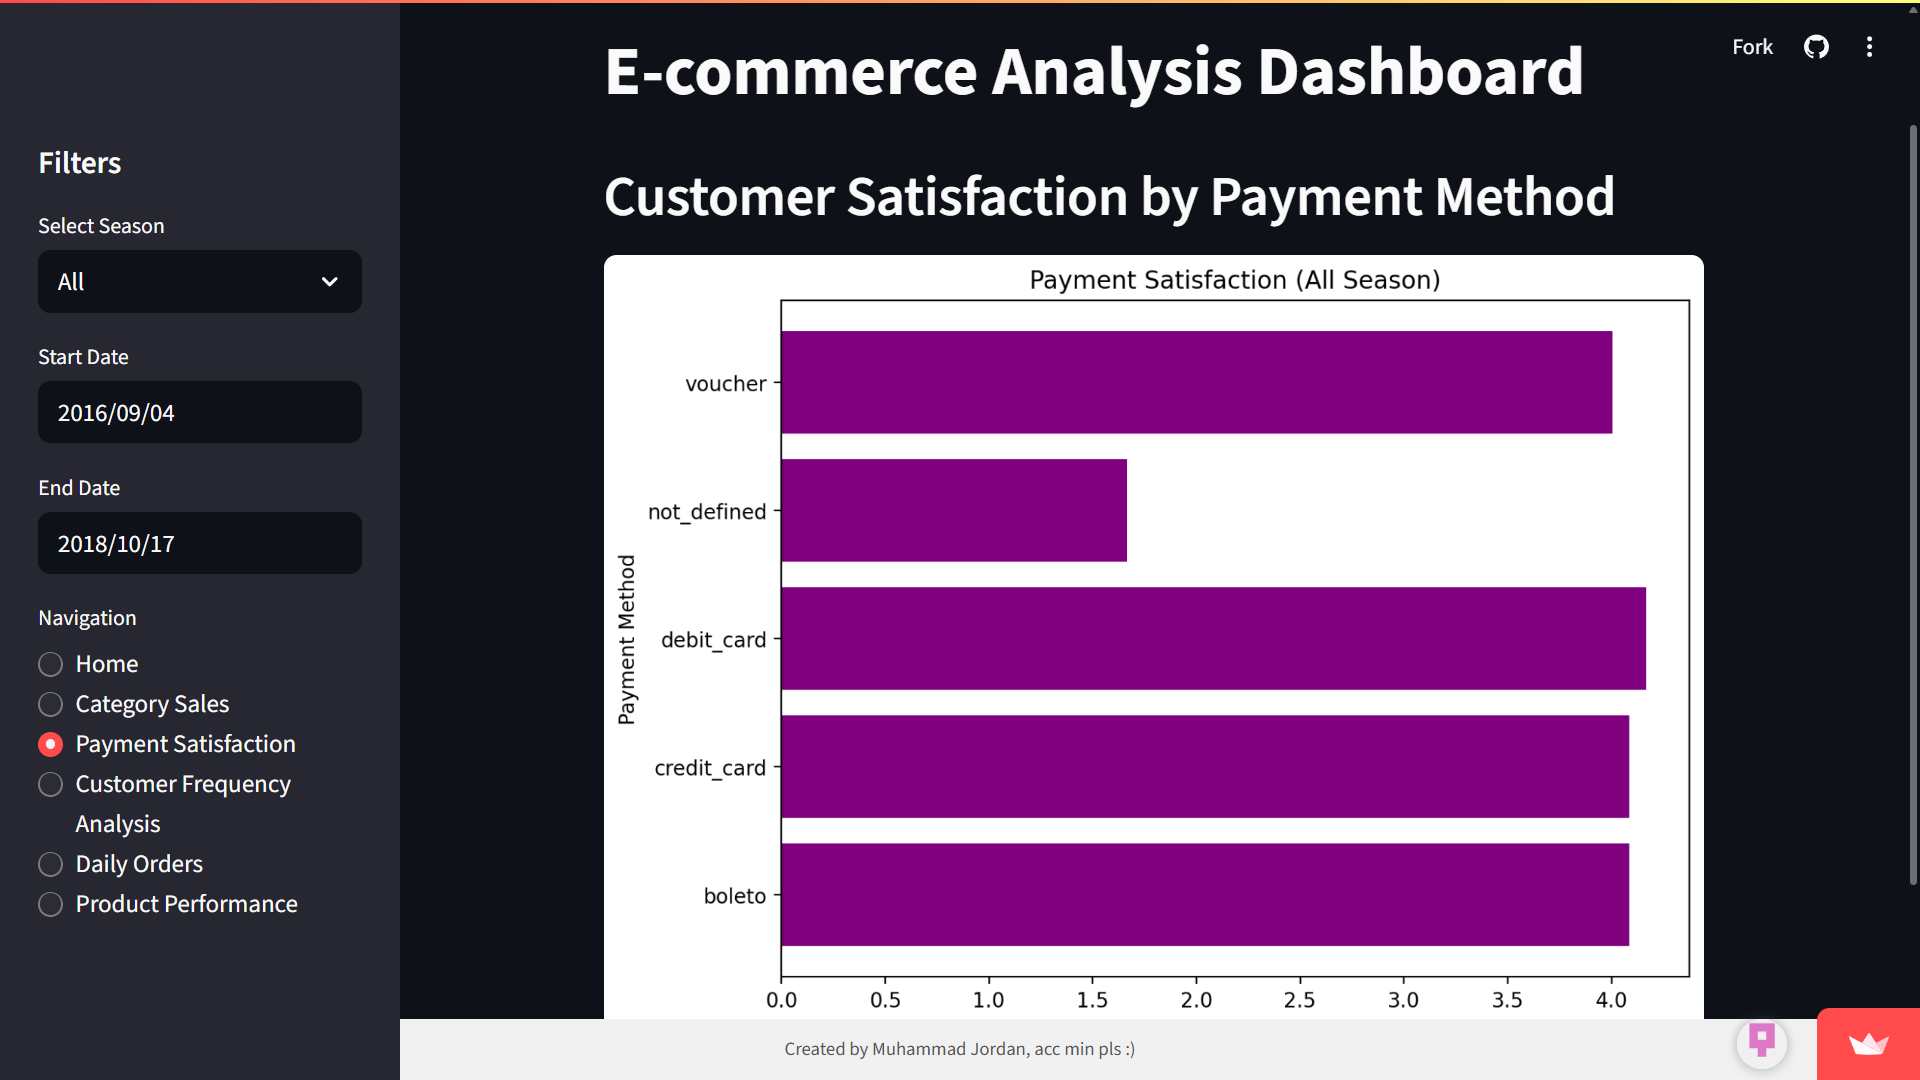 Fork
E-commerce Analysis Dashboard
Filters
Select Season
All
Start Date
2016/09/04
End Date
2018/10/17
Navigation
Home
Category Sales
Payment Satisfaction
Customer Frequency
Analysis
Daily Orders
Product Performance
Customer Satisfaction by Payment Method
Payment Satisfaction (All Season)
Payment Method
voucher
not_defined
debit_card
credit_card
boleto
0.0 0.5 1.0 1.5 2.0 2.5 3.0 3.5 4.0
Created by Muhammad Jordan, acc min pls :)